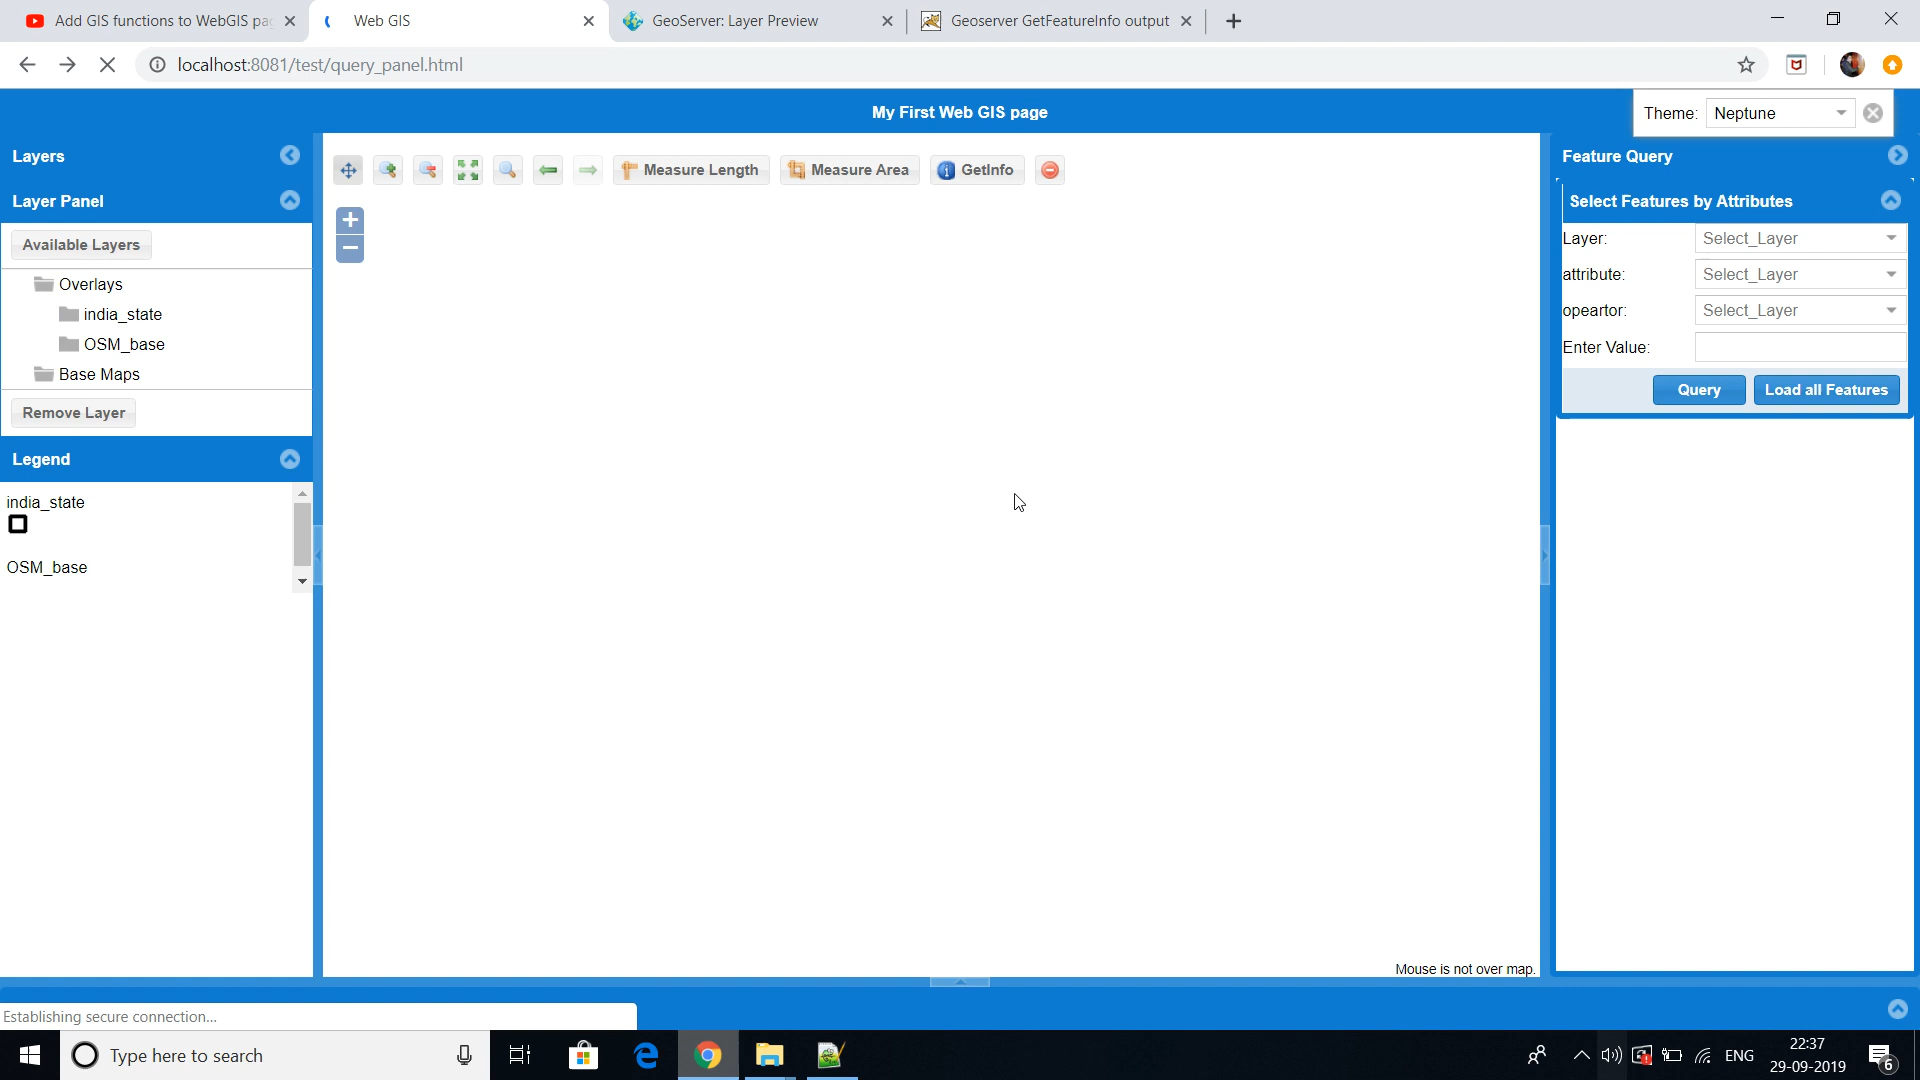 Add GIS functions to WebGIS pa
Web GIS
GeoServer: Layer Preview
Geoserver GetFeatureInfo output
localhost:8081/test/query_panel.html
My First Web GIS page
Theme: Neptune
Layers
Layer Panel
Available Layers
Overlays
india_state
OSM_base
Base Maps
Remove Layer
Legend
india_state
OSM_base
Measure Length
Measure Area
GetInfo
+
−
Mouse is not over map.
Feature Query
Select Features by Attributes
Layer: Select_Layer
attribute: Select_Layer
opeartor: Select_Layer
Enter Value:
Query Load all Features
Establishing secure connection...
Type here to search
ENG
22:37
29-09-2019
6